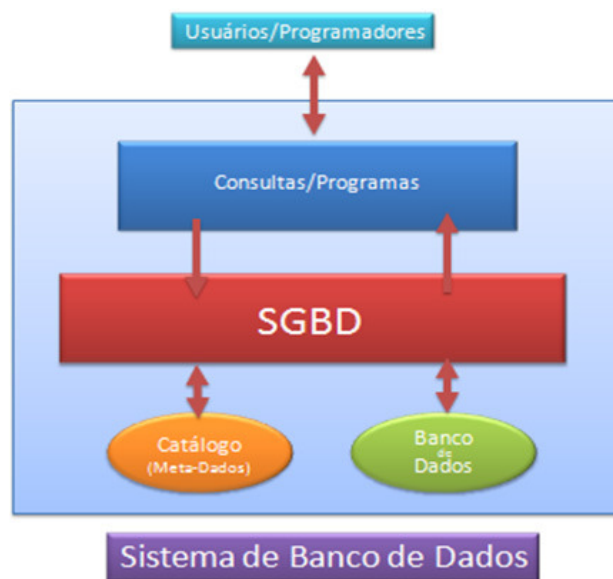 Usuários/Programadores
Consultas/Programas
SGBD
Catálogo
(Meta-Dados)
Banco
de
Dados
Sistema de Banco de Dados